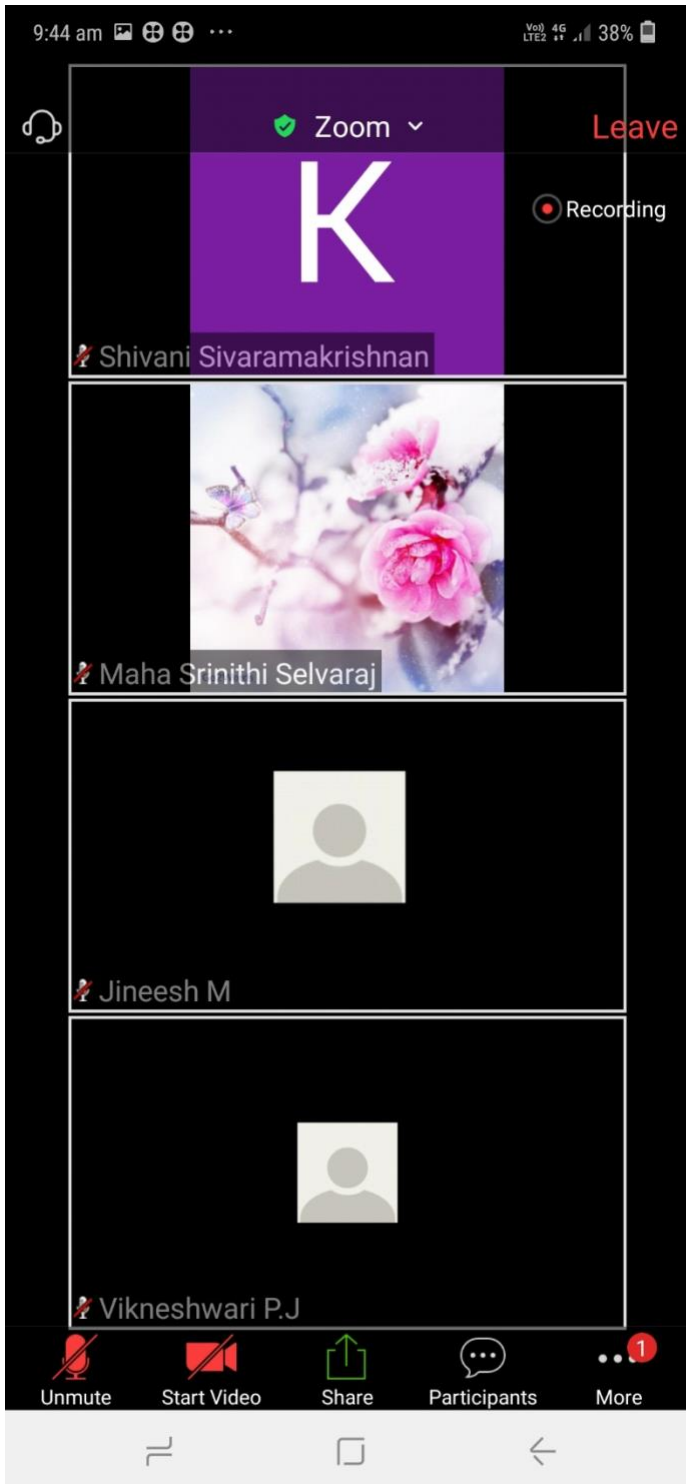 9:44 am VoD LTE2 4G 38%
Zoom Leave
K
Recording
Shivani Sivaramakrishnan
Maha Srinithi Selvaraj
Jineesh M
Vikneshwari P.J
1
Unmute Start Video Share Participants More